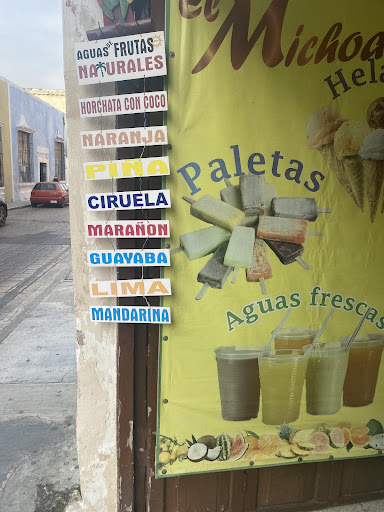 AGUAS DE FRUTAS
NATURALES
HORCHATA CON COCO
NARANJA
PIÑA
CIRUELA
MARAÑON
GUAYABA
LIMA
MANDARINA
El
Michoa
Hela
Paletas
Aguas frescas